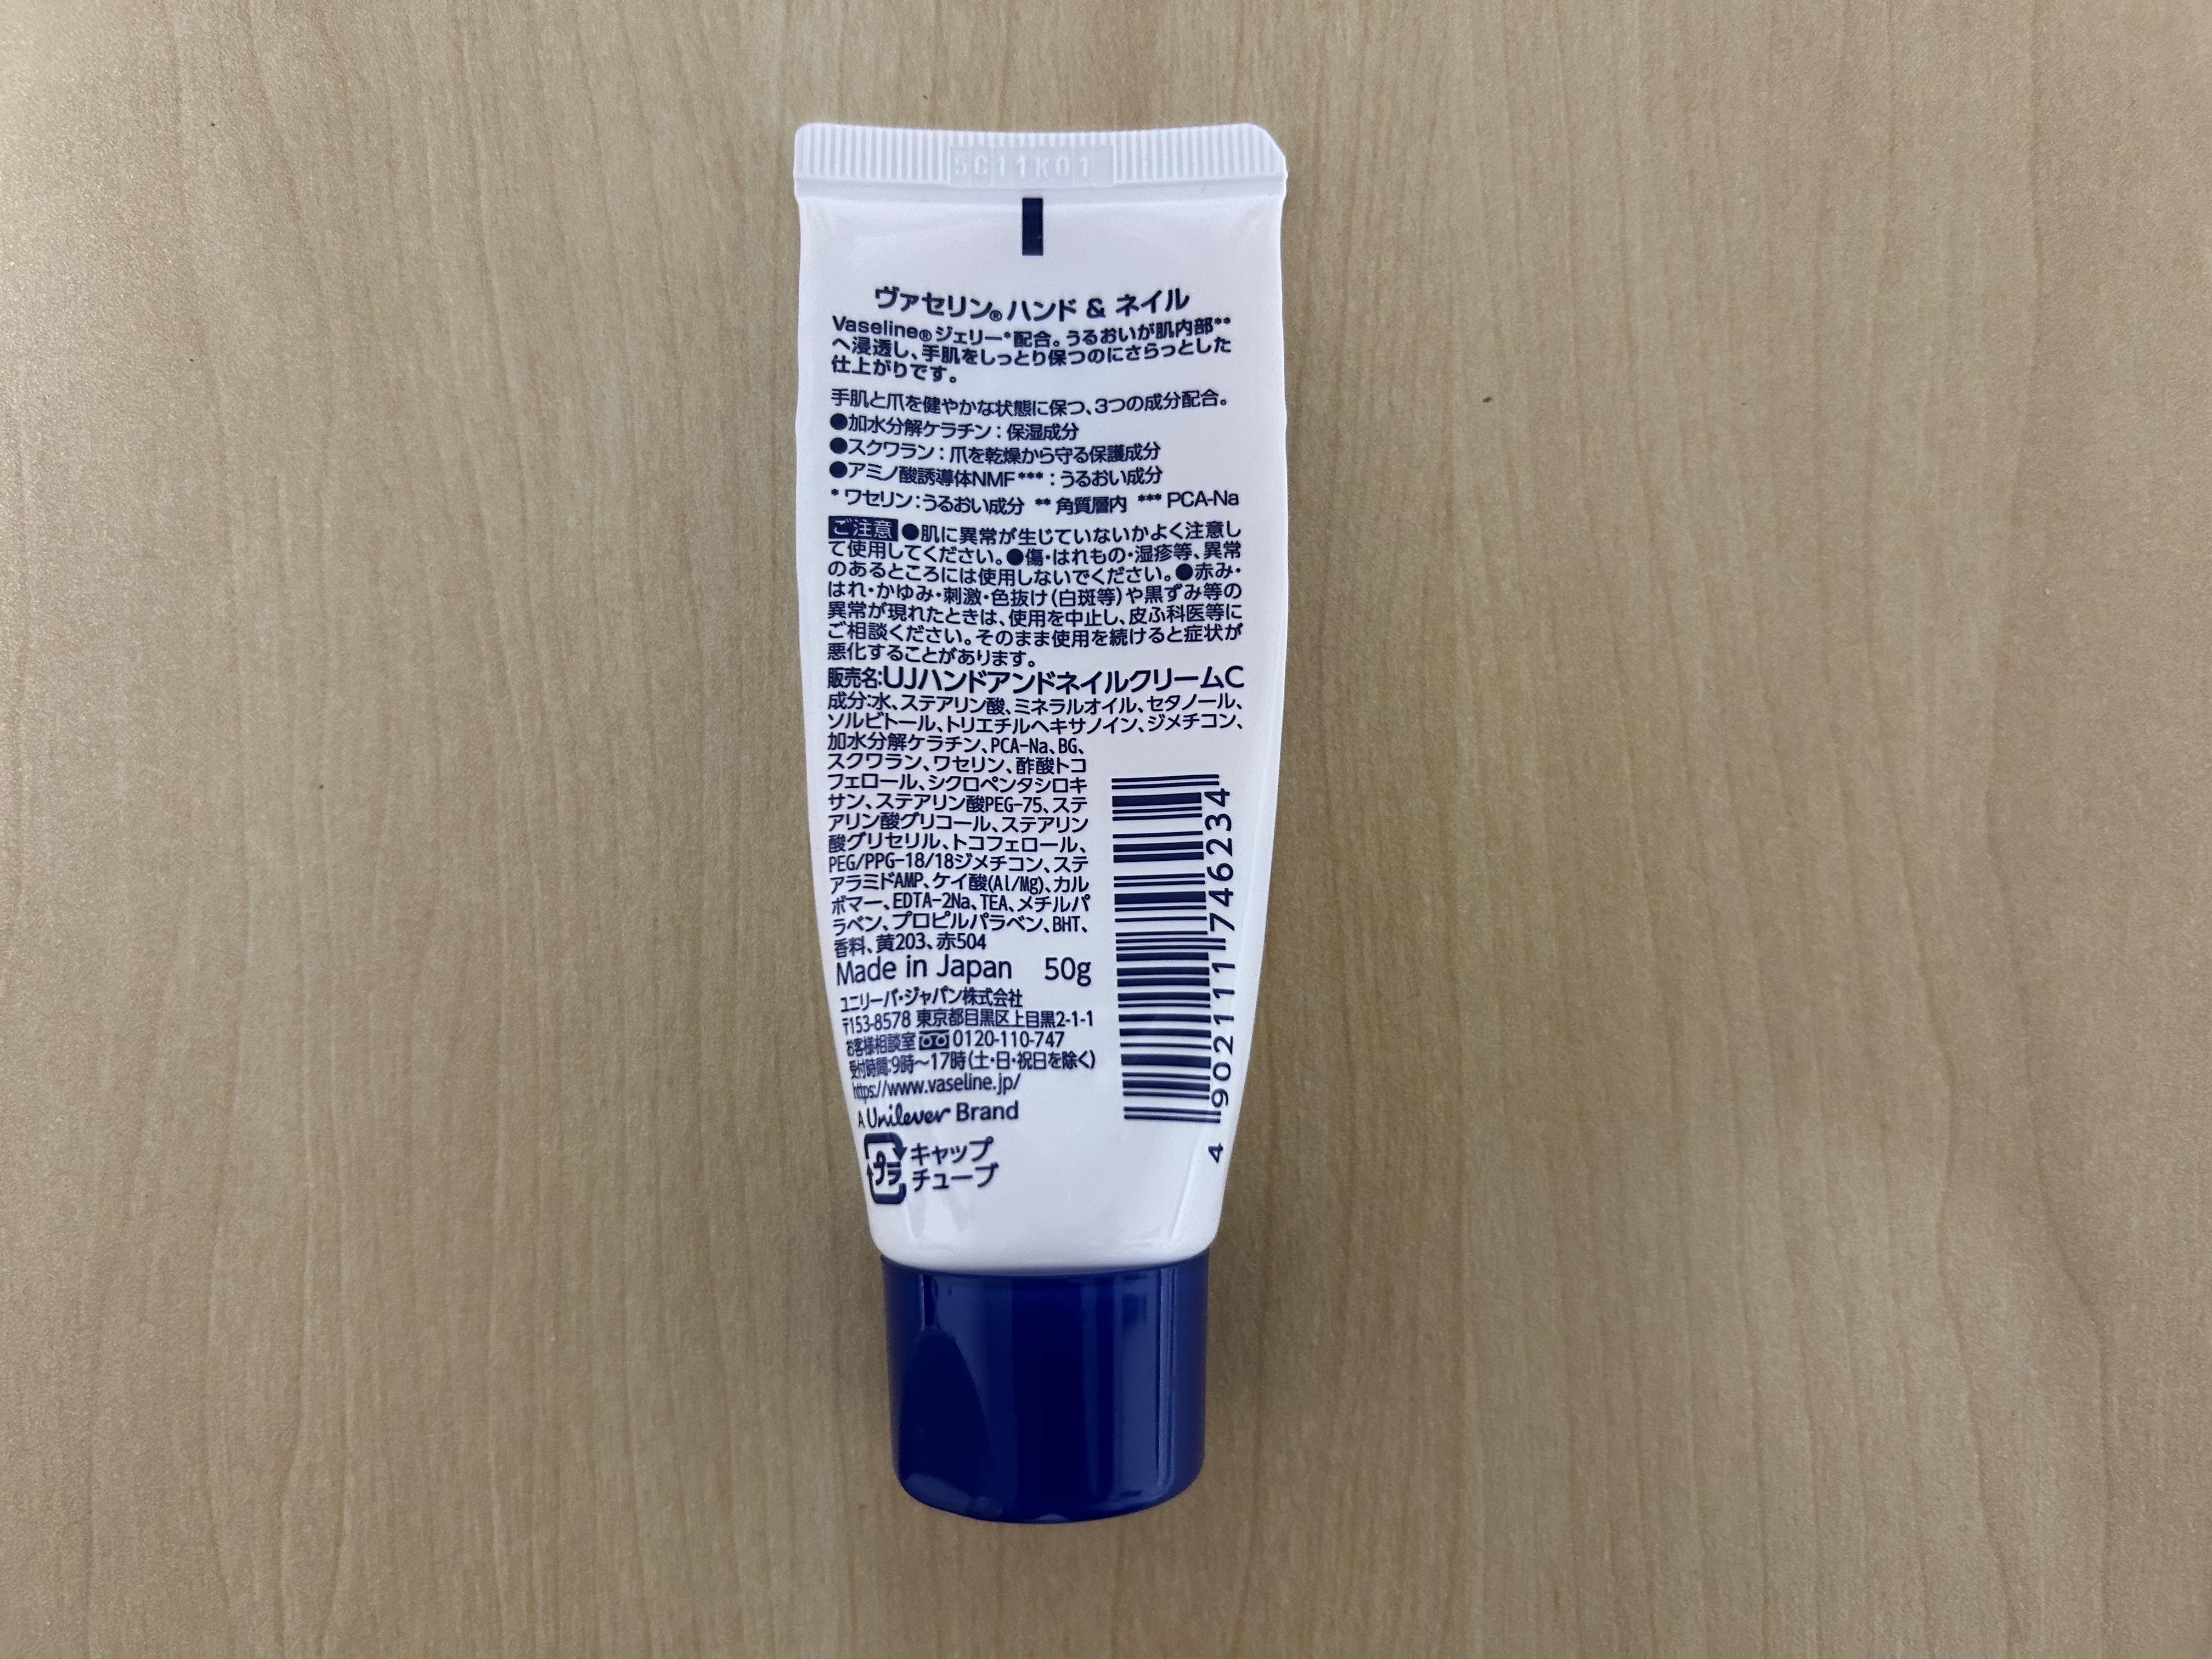 5C11K01
ヴァセリン® ハンド & ネイル
Vaseline®ジェリー*配合。うるおいが肌内部**
へ浸透し、手肌をしっとり保つのにさらっとした
仕上がりです。
手肌と爪を健やかな状態に保つ、3つの成分配合。
●加水分解ケラチン：保湿成分
●スクワラン：爪を乾燥から守る保護成分
●アミノ酸誘導体NMF***：うるおい成分
* ワセリン：うるおい成分 ** 角質層内 *** PCA-Na
ご注意 ●肌に異常が生じていないかよく注意し
て使用してください。●傷・はれもの・湿疹等、異常
のあるところには使用しないでください。●赤み・
はれ・かゆみ・刺激・色抜け(白斑等)や黒ずみ等の
異常が現れたときは、使用を中止し、皮ふ科医等に
ご相談ください。そのまま使用を続けると症状が
悪化することがあります。
販売名:UJハンドアンドネイルクリームC
成分:水、ステアリン酸、ミネラルオイル、セタノール、
ソルビトール、トリエチルヘキサノイン、ジメチコン、
加水分解ケラチン、PCA-Na、BG、
スクワラン、ワセリン、酢酸トコ
フェロール、シクロペンタシロキ
サン、ステアリン酸PEG-75、ステ
アリン酸グリコール、ステアリン
酸グリセリル、トコフェロール、
PEG/PPG-18/18ジメチコン、ステ
アラミドAMP、ケイ酸(Al/Mg)、カル
ボマー、EDTA-2Na、TEA、メチルパ
ラベン、プロピルパラベン、BHT、
香料、黄203、赤504
Made in Japan 50g
ユニリーバ・ジャパン株式会社
〒153-8578 東京都目黒区上目黒2-1-1
お客様相談室 0120-110-747
受付時間:9時～17時(土・日・祝日を除く)
https://www.vaseline.jp/
A Unilever Brand
プラ キャップ
チューブ
4 902111 746234